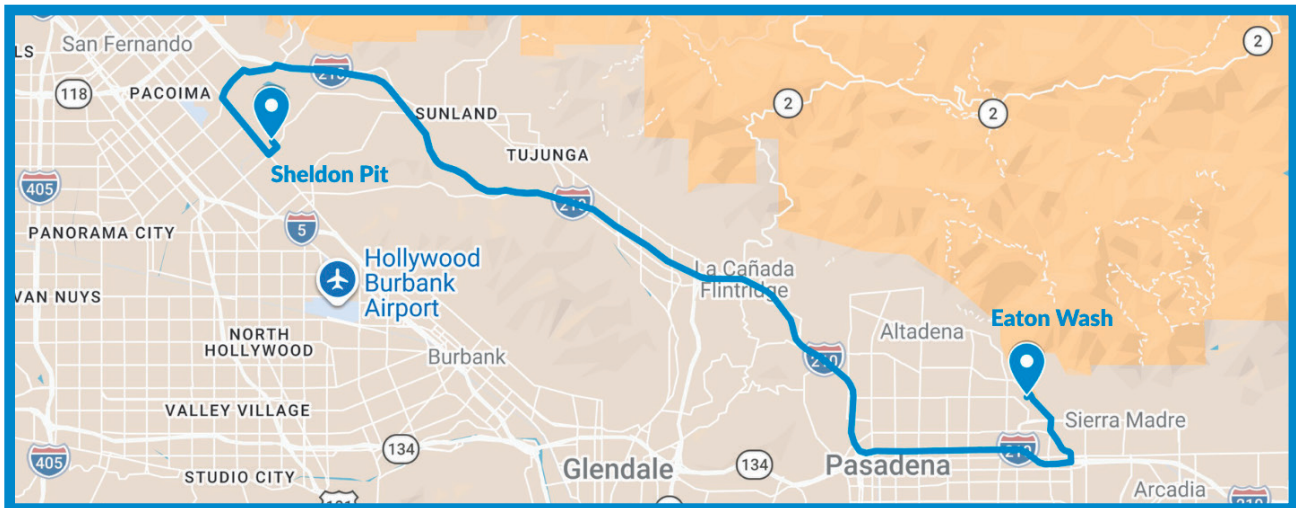 San Fernando
LS
118
PACOIMA
210
SUNLAND
TUJUNGA
2
2
2
Sheldon Pit
405
210
PANORAMA CITY
5
Hollywood
Burbank
Airport
La Cañada
Flintridge
VAN NUYS
NORTH
HOLLYWOOD
Burbank
Altadena
Eaton Wash
210
VALLEY VILLAGE
Sierra Madre
405
134
STUDIO CITY
Glendale
134
Pasadena
210
Arcadia
101
210